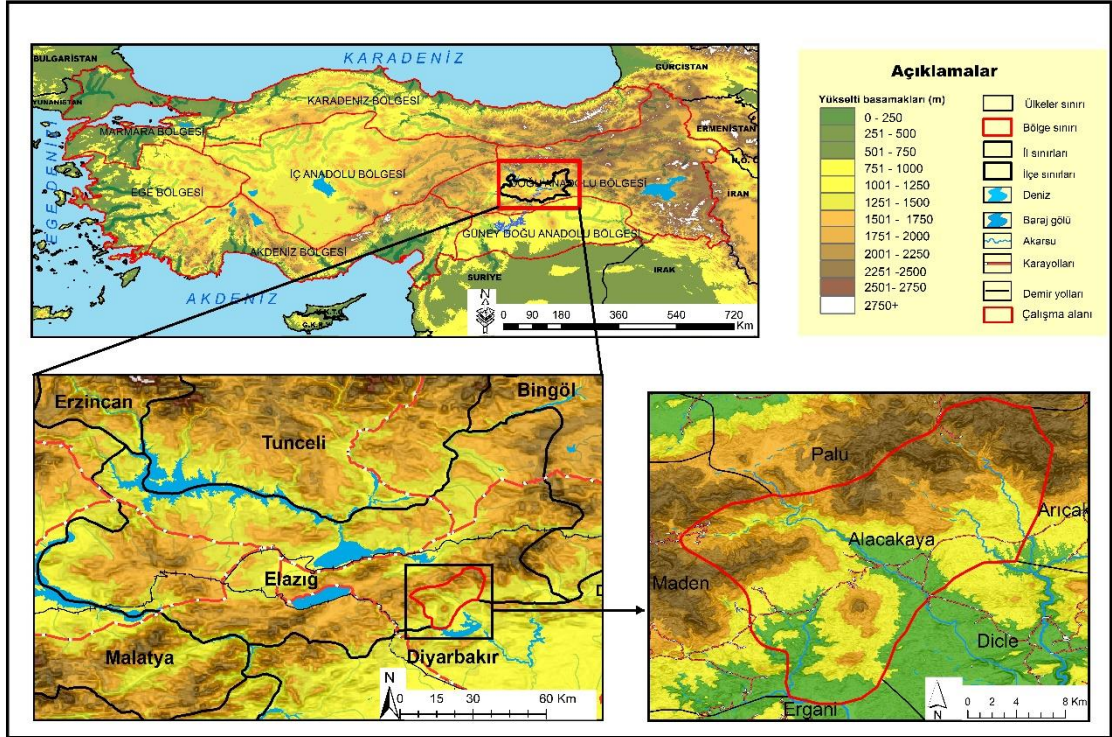 KARADENİZ
BULGARİSTAN
GÜRCİSTAN
YUNANİSTAN
KARADENİZ BÖLGESİ
MARMARA BÖLGESİ
ERMENİSTAN
EGE DENİZİ
EGE BÖLGESİ
İÇ ANADOLU BÖLGESİ
DOĞU ANADOLU BÖLGESİ
İRAN
GÜNEY DOĞU ANADOLU BÖLGESİ
AKDENİZ BÖLGESİ
SURİYE
IRAK
AKDENİZ
N
0 90 180 360 540 720
Km
Açıklamalar
Yükselti basamakları (m)
0 - 250
251 - 500
501 - 750
751 - 1000
1001 - 1250
1251 - 1500
1501 - 1750
1751 - 2000
2001 - 2250
2251 -2500
2501- 2750
2750+
Ülkeler sınırı
Bölge sınırı
İl sınırları
İlçe sınırları
Deniz
Baraj gölü
Akarsu
Karayolları
Demir yolları
Çalışma alanı
Erzincan
Bingöl
Tunceli
Elazığ
D
Malatya
Diyarbakır
N
0 15 30 60 Km
Palu
Arıcak
Alacakaya
Maden
Dicle
Ergani
N
0 2 4 8 Km